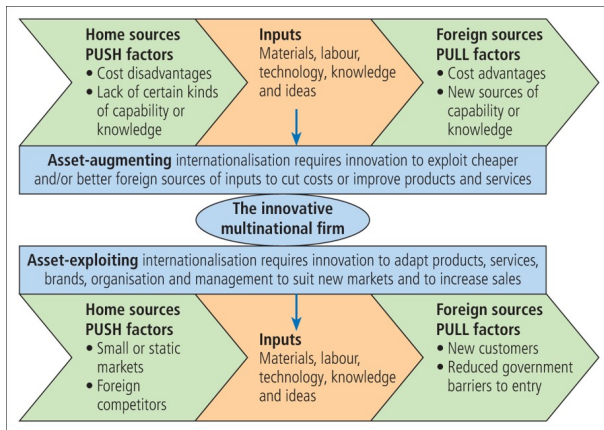 Home sources
PUSH factors
• Cost disadvantages
• Lack of certain kinds
of capability or
knowledge
Inputs
Materials, labour,
technology, knowledge
and ideas
Foreign sources
PULL factors
• Cost advantages
• New sources of
capability or
knowledge
Asset-augmenting internationalisation requires innovation to exploit cheaper
and/or better foreign sources of inputs to cut costs or improve products and services
The innovative
multinational firm
Asset-exploiting internationalisation requires innovation to adapt products, services,
brands, organisation and management to suit new markets and to increase sales
Home sources
PUSH factors
• Small or static
markets
• Foreign
competitors
Inputs
Materials, labour,
technology, knowledge
and ideas
Foreign sources
PULL factors
• New customers
• Reduced government
barriers to entry